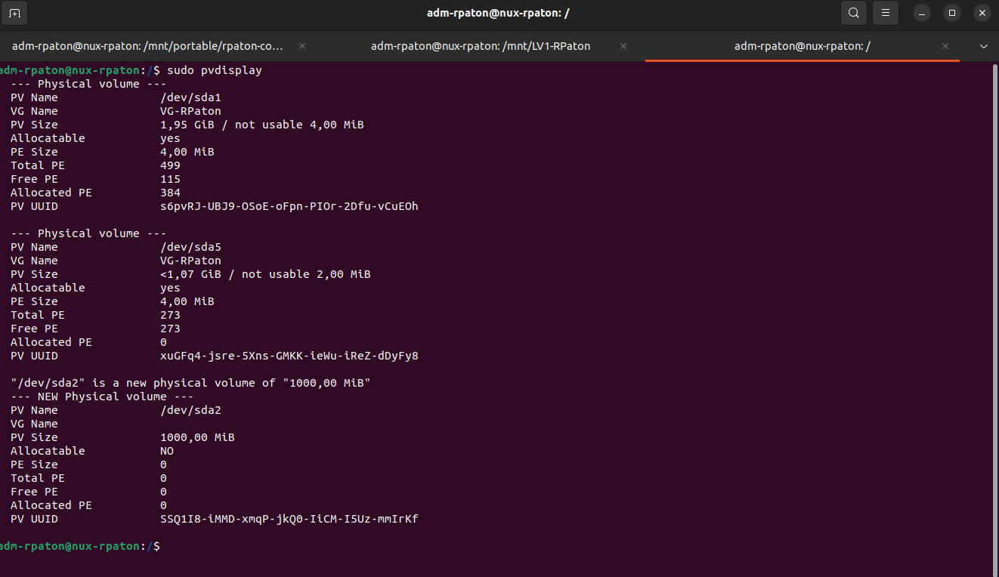 adm-rpaton@nux-rpaton: /
adm-rpaton@nux-rpaton: /mnt/portable/rpaton-co... adm-rpaton@nux-rpaton: /mnt/LV1-RPaton adm-rpaton@nux-rpaton: /
adm-rpaton@nux-rpaton:/$ sudo pvdisplay
--- Physical volume ---
PV Name /dev/sda1
VG Name VG-RPaton
PV Size 1,95 GiB / not usable 4,00 MiB
Allocatable yes
PE Size 4,00 MiB
Total PE 499
Free PE 115
Allocated PE 384
PV UUID s6pvRJ-UBJ9-OSoE-oFpn-PIOr-2Dfu-vCuEOh
--- Physical volume ---
PV Name /dev/sda5
VG Name VG-RPaton
PV Size <1,07 GiB / not usable 2,00 MiB
Allocatable yes
PE Size 4,00 MiB
Total PE 273
Free PE 273
Allocated PE 0
PV UUID xuGFq4-jsre-5Xns-GMKK-ieWu-iReZ-dDyFy8
"/dev/sda2" is a new physical volume of "1000,00 MiB"
--- NEW Physical volume ---
PV Name /dev/sda2
VG Name
PV Size 1000,00 MiB
Allocatable NO
PE Size 0
Total PE 0
Free PE 0
Allocated PE 0
PV UUID SSQ1I8-iMMD-xmqP-jkQ0-IiCM-I5Uz-mmIrKf
adm-rpaton@nux-rpaton:/$